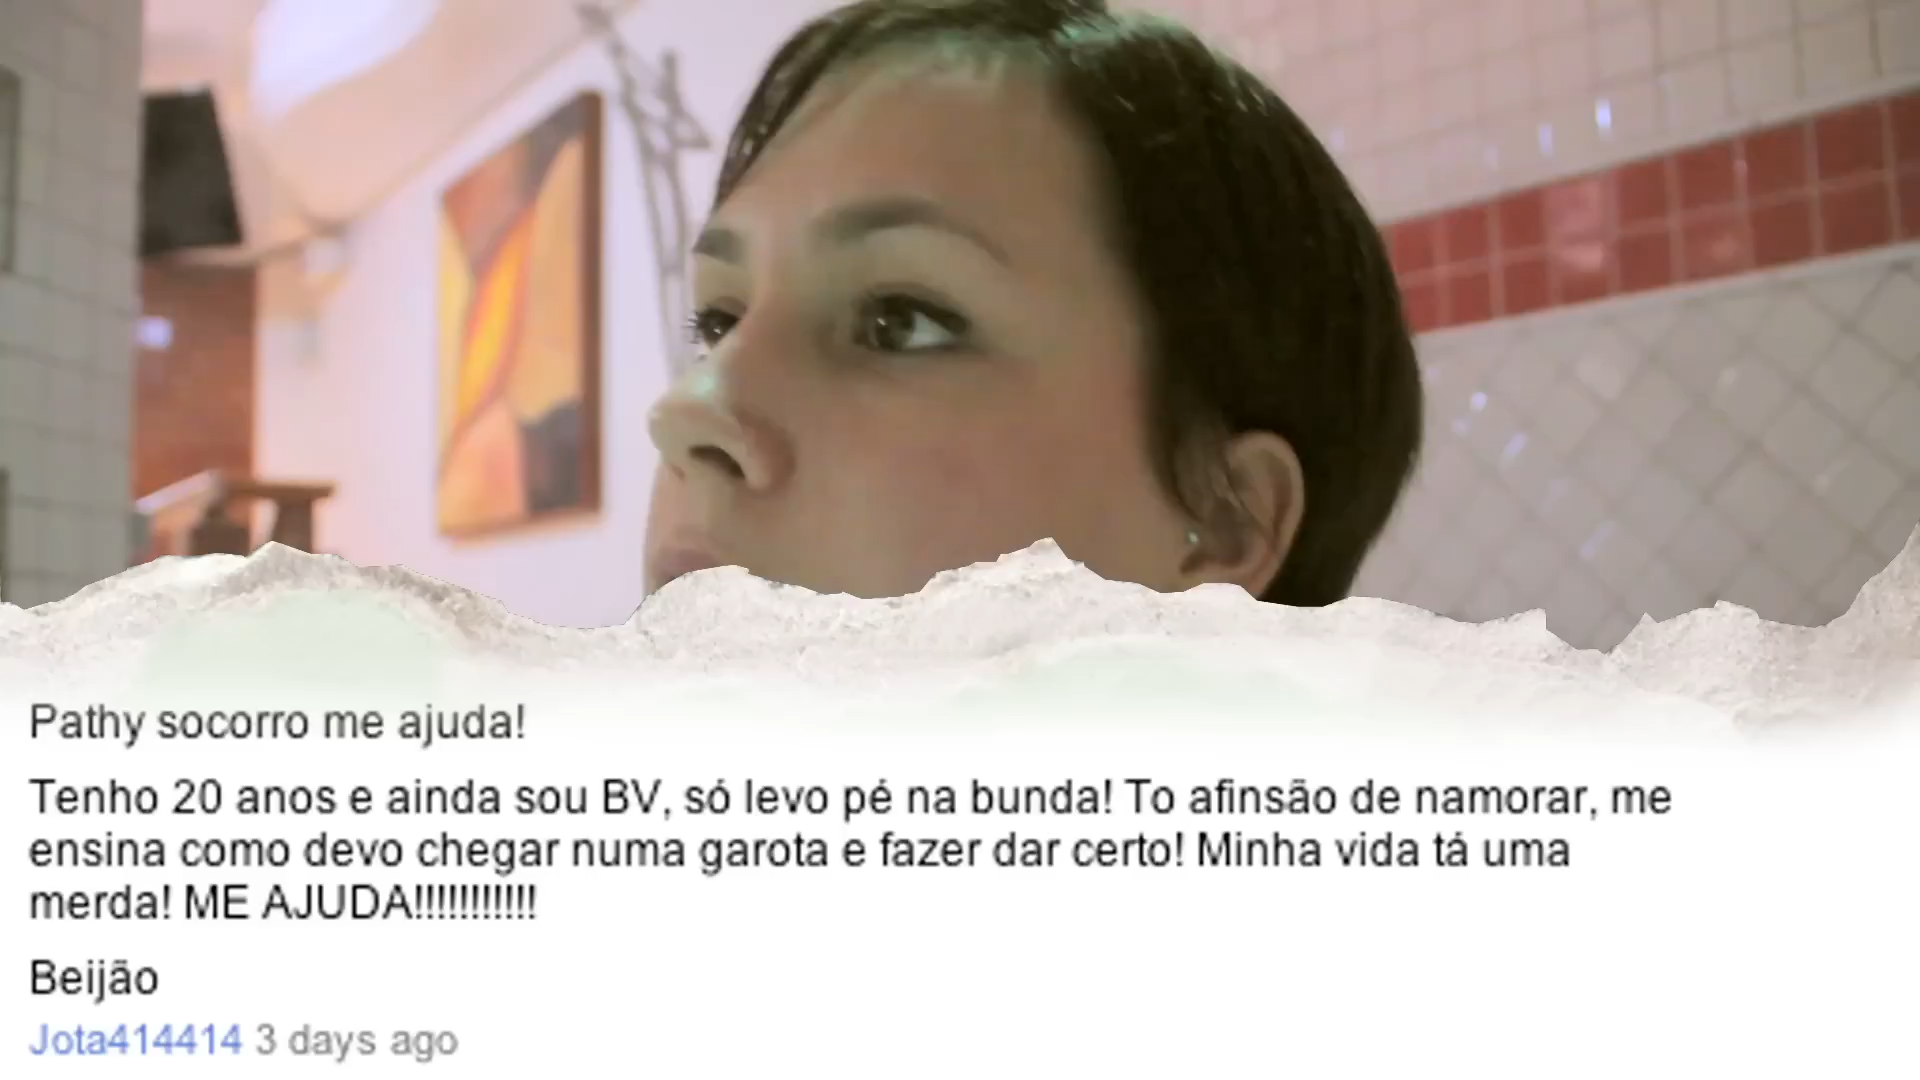 Pathy socorro me ajuda!
Tenho 20 anos e ainda sou BV, só levo pé na bunda! To afinsão de namorar, me
ensina como devo chegar numa garota e fazer dar certo! Minha vida tá uma
merda! ME AJUDA!!!!!!!!!!!
Beijão
Jota414414 3 days ago